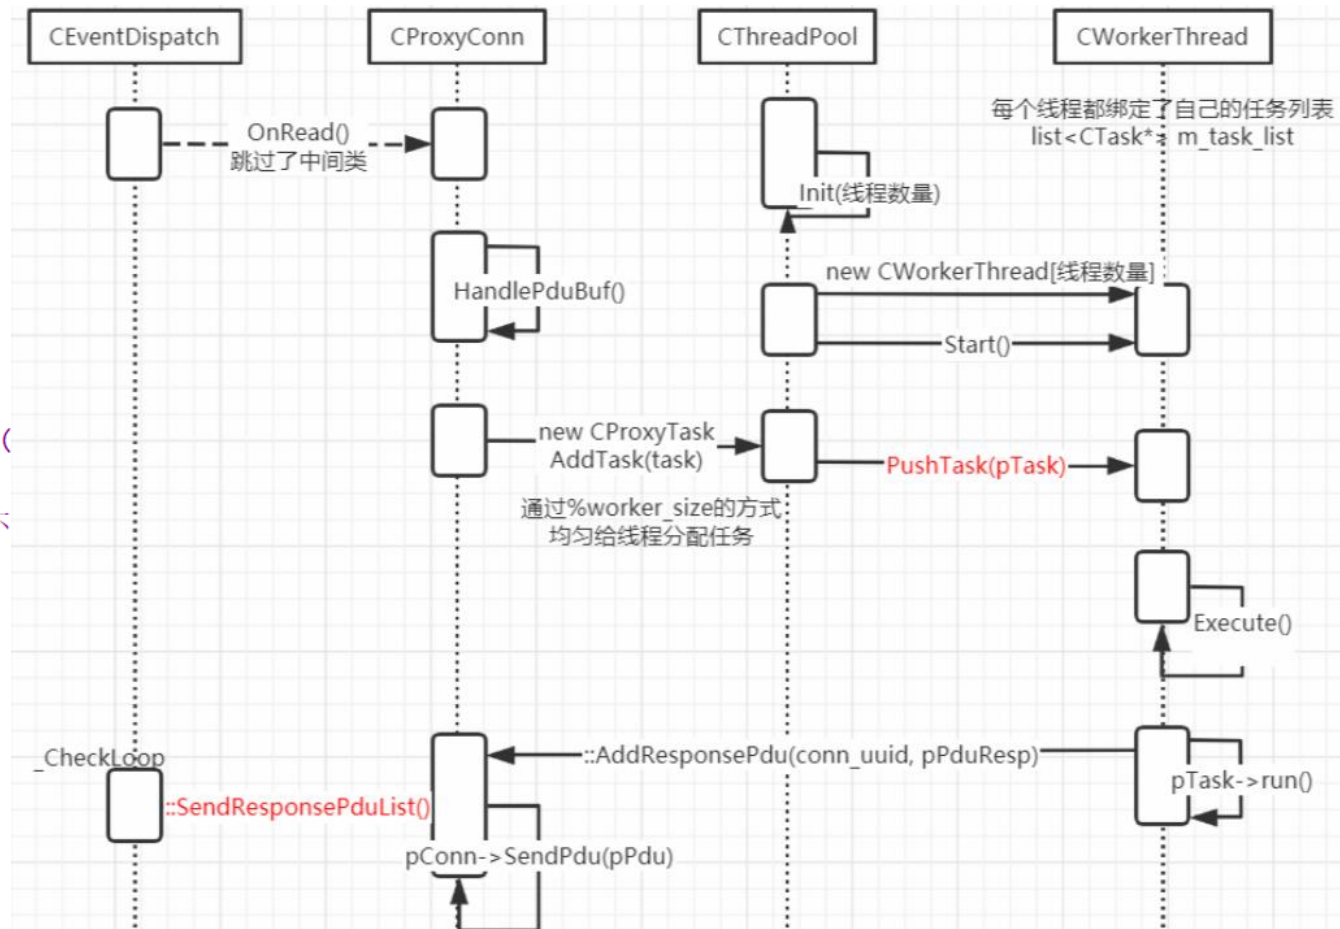 CEventDispatch
CProxyConn
CThreadPool
CWorkerThread
每个线程都绑定了自己的任务列表
list<CTask*> m_task_list
OnRead()
跳过了中间类
Init(线程数量)
new CWorkerThread[线程数量]
HandlePduBuf()
Start()
new CProxyTask
AddTask(task)
PushTask(pTask)
通过%worker_size的方式
均匀给线程分配任务
Execute()
::AddResponsePdu(conn_uuid, pPduResp)
_CheckLoop
pTask->run()
::SendResponsePduList()
pConn->SendPdu(pPdu)